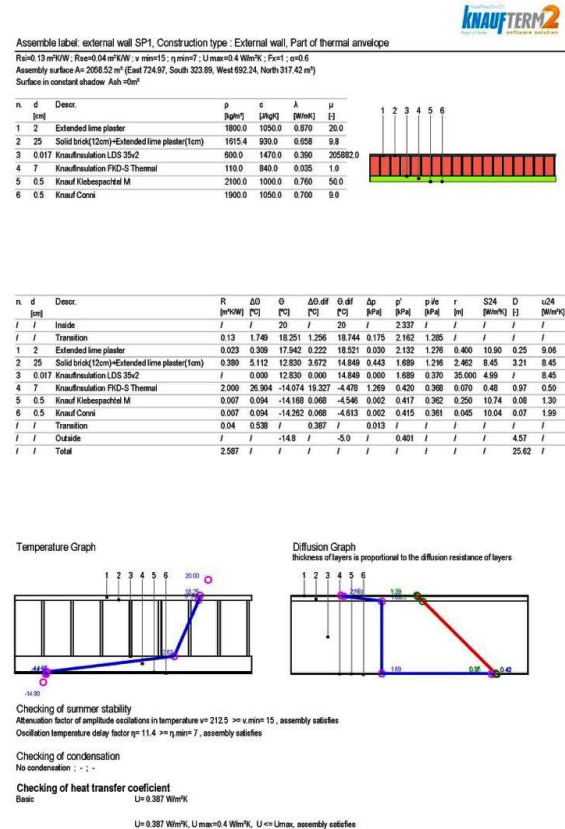 KNAUFTERM2
software solution
Assemble label: external wall SP1, Construction type : External wall, Part of thermal anvelope
Rsi=0.13 m²K/W ; Rse=0.04 m²K/W ; v min=15 ; η min=7 ; U max=0.4 W/m²K, ; Fx=1 ; α=0.6
Assembly surface A= 2058.52 m² (East 724.97, South 323.89, West 692.24, North 317.42 m²)
Surface in constant shadow Ash =0m²
n. d Descr. ρ c λ μ
[cm] [kg/m³] [J/kgK] [W/mK] [-]
1 2 Extended lime plaster 1800.0 1050.0 0.870 20.0
2 25 Solid brick(12cm)+Extended lime plaster(1cm) 1615.4 930.0 0.658 9.8
3 0.017 KnaufInsulation LDS 35v2 600.0 1470.0 0.390 205882.0
4 7 KnaufInsulation FKD-S Thermal 110.0 840.0 0.035 1.0
5 0.5 Knauf Klebespachtel M 2100.0 1000.0 0.760 50.0
6 0.5 Knauf Conni 1900.0 1050.0 0.700 9.0
1 2 3 4 5 6
n. d Descr. R ΔΘ Θ ΔΘ.dif Θ.dif Δp p' p i/e r S24 D u24
[cm] [m²K/W] [°C] [°C] [°C] [°C] [kPa] [kPa] [kPa] [m] [W/m²K] [-] [W/m²K]
/ / Inside / / 20 / 20 / 2.337 / / / / /
/ / Transition 0.13 1.749 18.251 1.256 18.744 0.175 2.162 1.285 / / / /
1 2 Extended lime plaster 0.023 0.309 17.942 0.222 18.521 0.030 2.132 1.276 0.400 10.90 0.25 9.06
2 25 Solid brick(12cm)+Extended lime plaster(1cm) 0.380 5.112 12.830 3.672 14.849 0.443 1.689 1.216 2.462 8.45 3.21 8.45
3 0.017 KnaufInsulation LDS 35v2 / 0.000 12.830 0.000 14.849 0.000 1.689 0.370 35.000 4.99 / 8.45
4 7 KnaufInsulation FKD-S Thermal 2.000 26.904 -14.074 19.327 -4.478 1.269 0.420 0.368 0.070 0.48 0.97 0.50
5 0.5 Knauf Klebespachtel M 0.007 0.094 -14.168 0.068 -4.546 0.002 0.417 0.362 0.250 10.74 0.08 1.30
6 0.5 Knauf Conni 0.007 0.094 -14.262 0.068 -4.613 0.002 0.415 0.361 0.045 10.04 0.07 1.99
/ / Transition 0.04 0.538 / 0.387 / 0.013 / / / / / /
/ / Outside / / -14.8 / -5.0 / 0.401 / / / 4.57 /
/ / Total 2.587 / / / / / / / / / 25.62 /
Temperature Graph
Diffusion Graph
thickness of layers is proportional to the diffusion resistance of layers
1 2 3 4 5 6
20.00
-14.80
1 2 3 4 5 6
1.69
0.42
Checking of summer stability
Attenuation factor of amplitude oscilations in temperature v= 212.5 >= v.min= 15 , assembly satisfies
Oscillation temperature delay factor η= 11.4 >= η.min= 7 , assembly satisfies
Checking of condensation
No condensation ; - ; -
Checking of heat transfer coeficient
Basic U= 0.387 W/m²K
U= 0.387 W/m²K, U max=0.4 W/m²K, U <= Umax, assembly satisfies